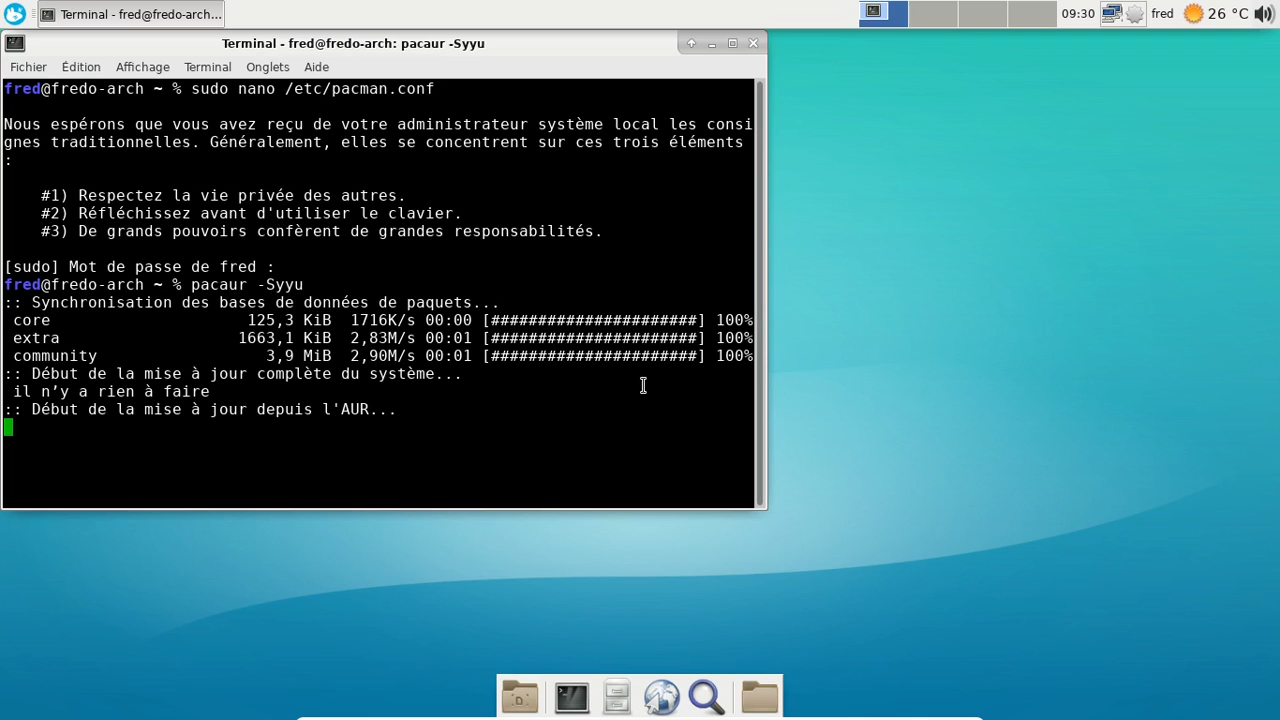 Terminal - fred@fredo-arch...
09:30
fred
26 °C
Terminal - fred@fredo-arch: pacaur -Syyu
Fichier Édition Affichage Terminal Onglets Aide
fred@fredo-arch ~ % sudo nano /etc/pacman.conf
Nous espérons que vous avez reçu de votre administrateur système local les consi
gnes traditionnelles. Généralement, elles se concentrent sur ces trois éléments
:
#1) Respectez la vie privée des autres.
#2) Réfléchissez avant d'utiliser le clavier.
#3) De grands pouvoirs confèrent de grandes responsabilités.
[sudo] Mot de passe de fred :
fred@fredo-arch ~ % pacaur -Syyu
:: Synchronisation des bases de données de paquets...
core 125,3 KiB 1716K/s 00:00 [######################] 100%
extra 1663,1 KiB 2,83M/s 00:01 [######################] 100%
community 3,9 MiB 2,90M/s 00:01 [######################] 100%
:: Début de la mise à jour complète du système...
il n’y a rien à faire
:: Début de la mise à jour depuis l'AUR...